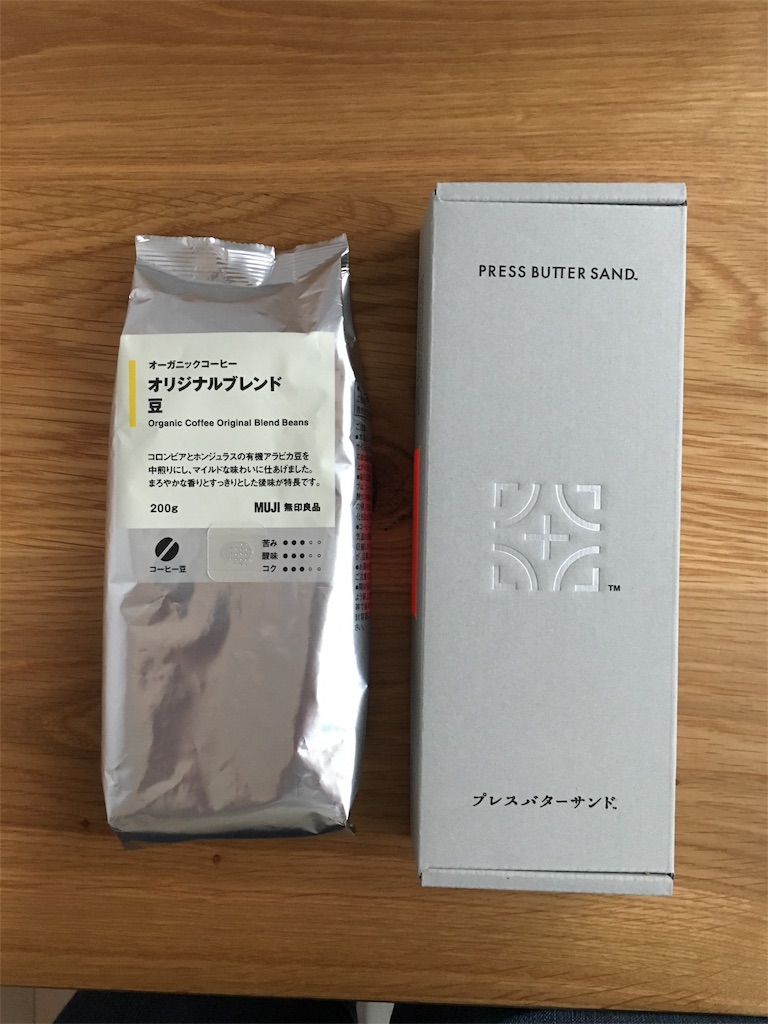 オーガニックコーヒー
オリジナルブレンド
豆
Organic Coffee Original Blend Beans
コロンビアとホンジュラスの有機アラビカ豆を
中煎りにし、マイルドな味わいに仕あげました。
まろやかな香りとすっきりとした後味が特長です。
200g MUJI 無印良品
コーヒー豆
苦み
酸味
コク
PRESS BUTTER SAND™
TM
プレスバターサンド™